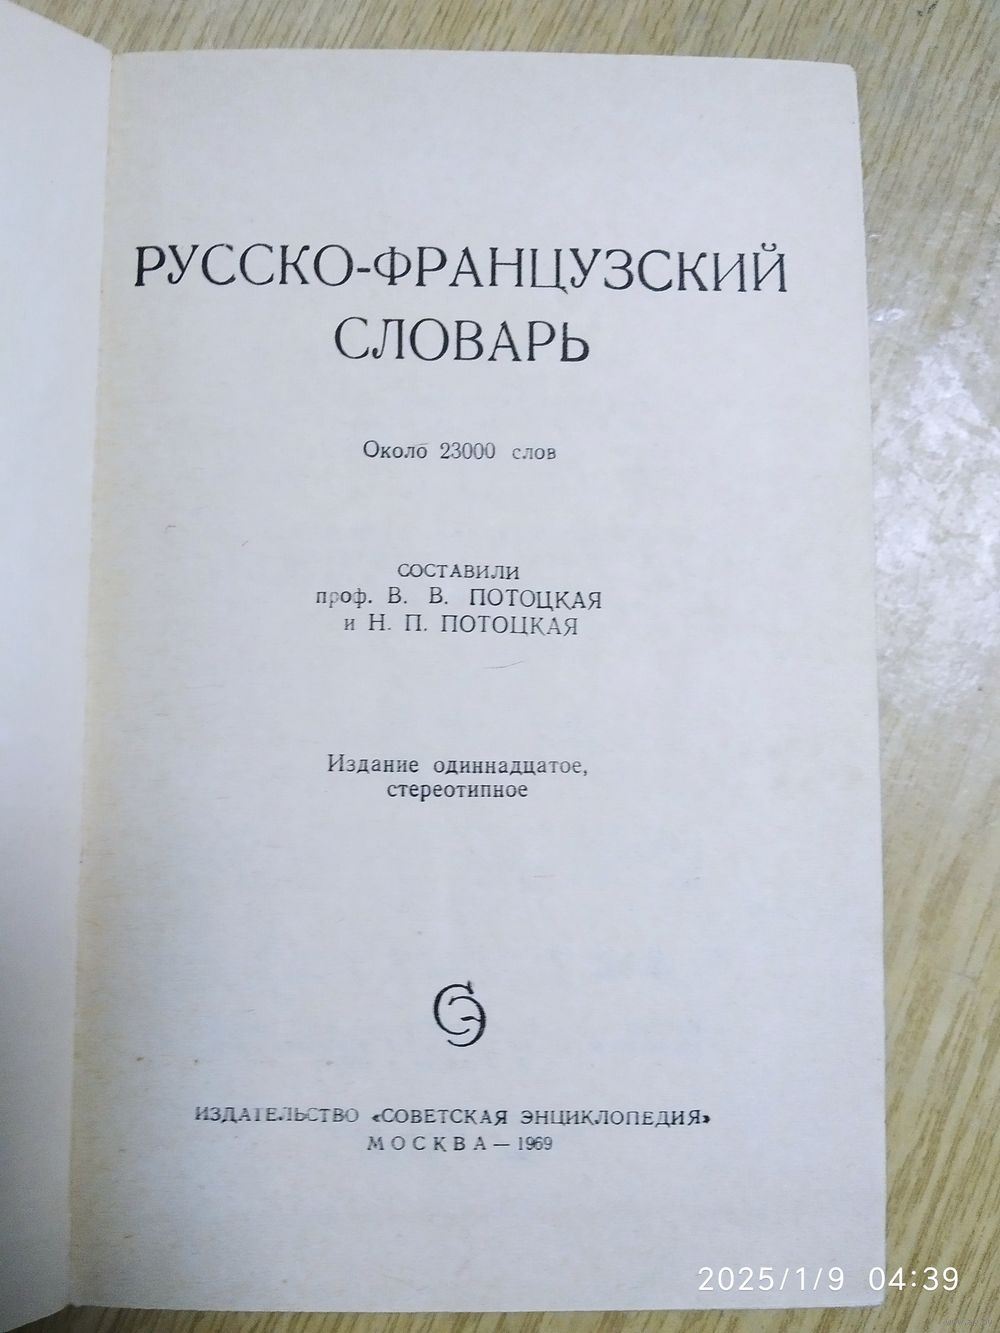 РУССКО-ФРАНЦУЗСКИЙ
СЛОВАРЬ
Около 23000 слов
СОСТАВИЛИ
проф. В. В. ПОТОЦКАЯ
и Н. П. ПОТОЦКАЯ
Издание одиннадцатое,
стереотипное
СЭ
ИЗДАТЕЛЬСТВО «СОВЕТСКАЯ ЭНЦИКЛОПЕДИЯ»
МОСКВА — 1969
2025/1/9 04:39